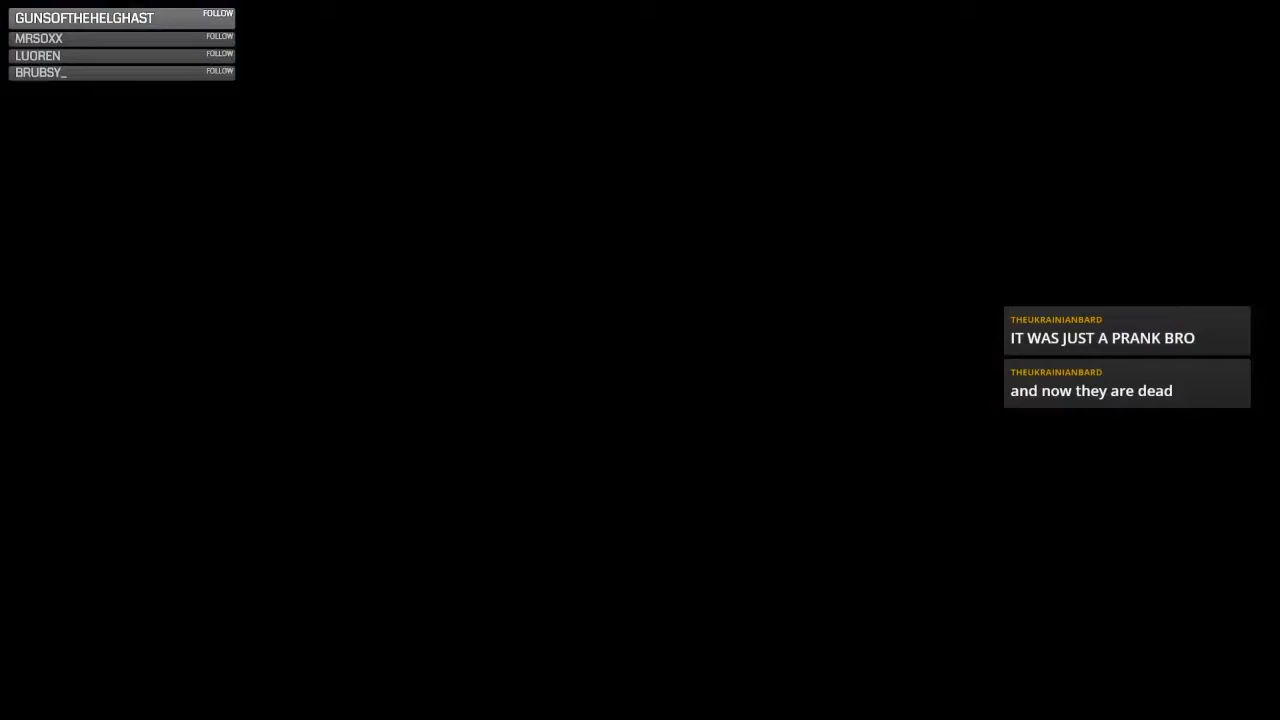 GUNSOFTHEHELGHAST FOLLOW
MRSOXX FOLLOW
LUOREN FOLLOW
BRUBSY_ FOLLOW
THEUKRAINIANBARD
IT WAS JUST A PRANK BRO
THEUKRAINIANBARD
and now they are dead